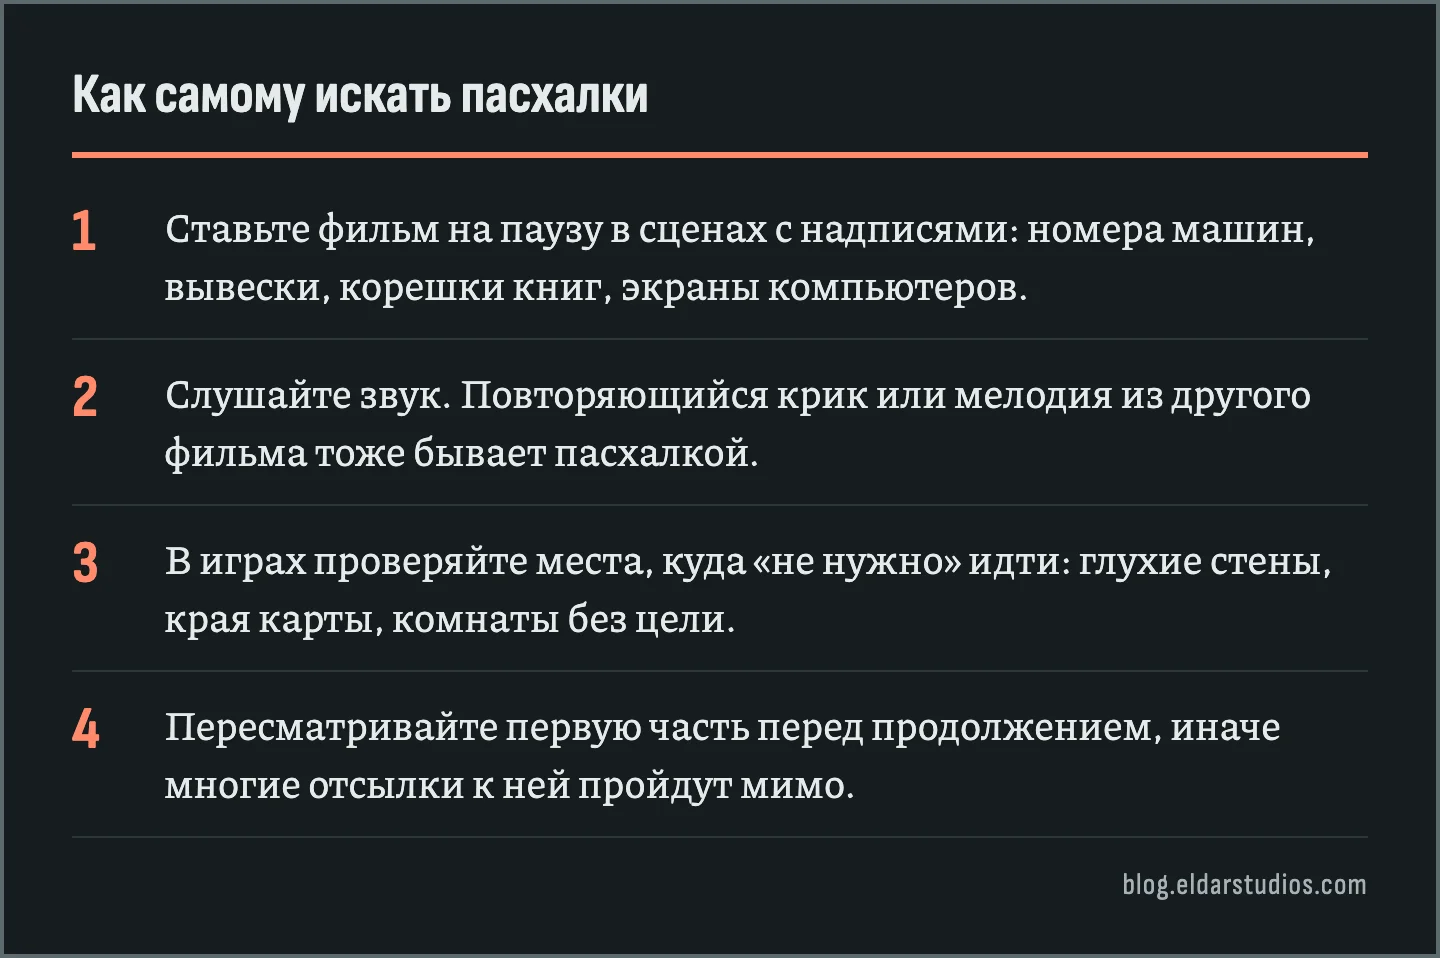 Как самому искать пасхалки
1
Ставьте фильм на паузу в сценах с надписями: номера машин,
вывески, корешки книг, экраны компьютеров.
2
Слушайте звук. Повторяющийся крик или мелодия из другого
фильма тоже бывает пасхалкой.
3
В играх проверяйте места, куда «не нужно» идти: глухие стены,
края карты, комнаты без цели.
4
Пересматривайте первую часть перед продолжением, иначе
многие отсылки к ней пройдут мимо.
blog.eldarstudios.com